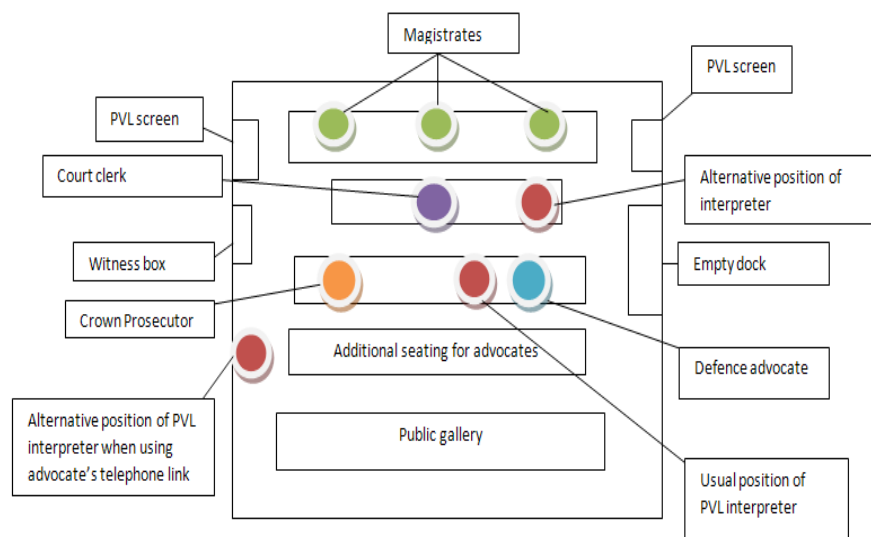 Magistrates
PVL screen
PVL screen
Court clerk
Alternative position of
interpreter
Witness box
Empty dock
Crown Prosecutor
Additional seating for advocates
Defence advocate
Alternative position of PVL
interpreter when using
advocate's telephone link
Public gallery
Usual position of
PVL interpreter